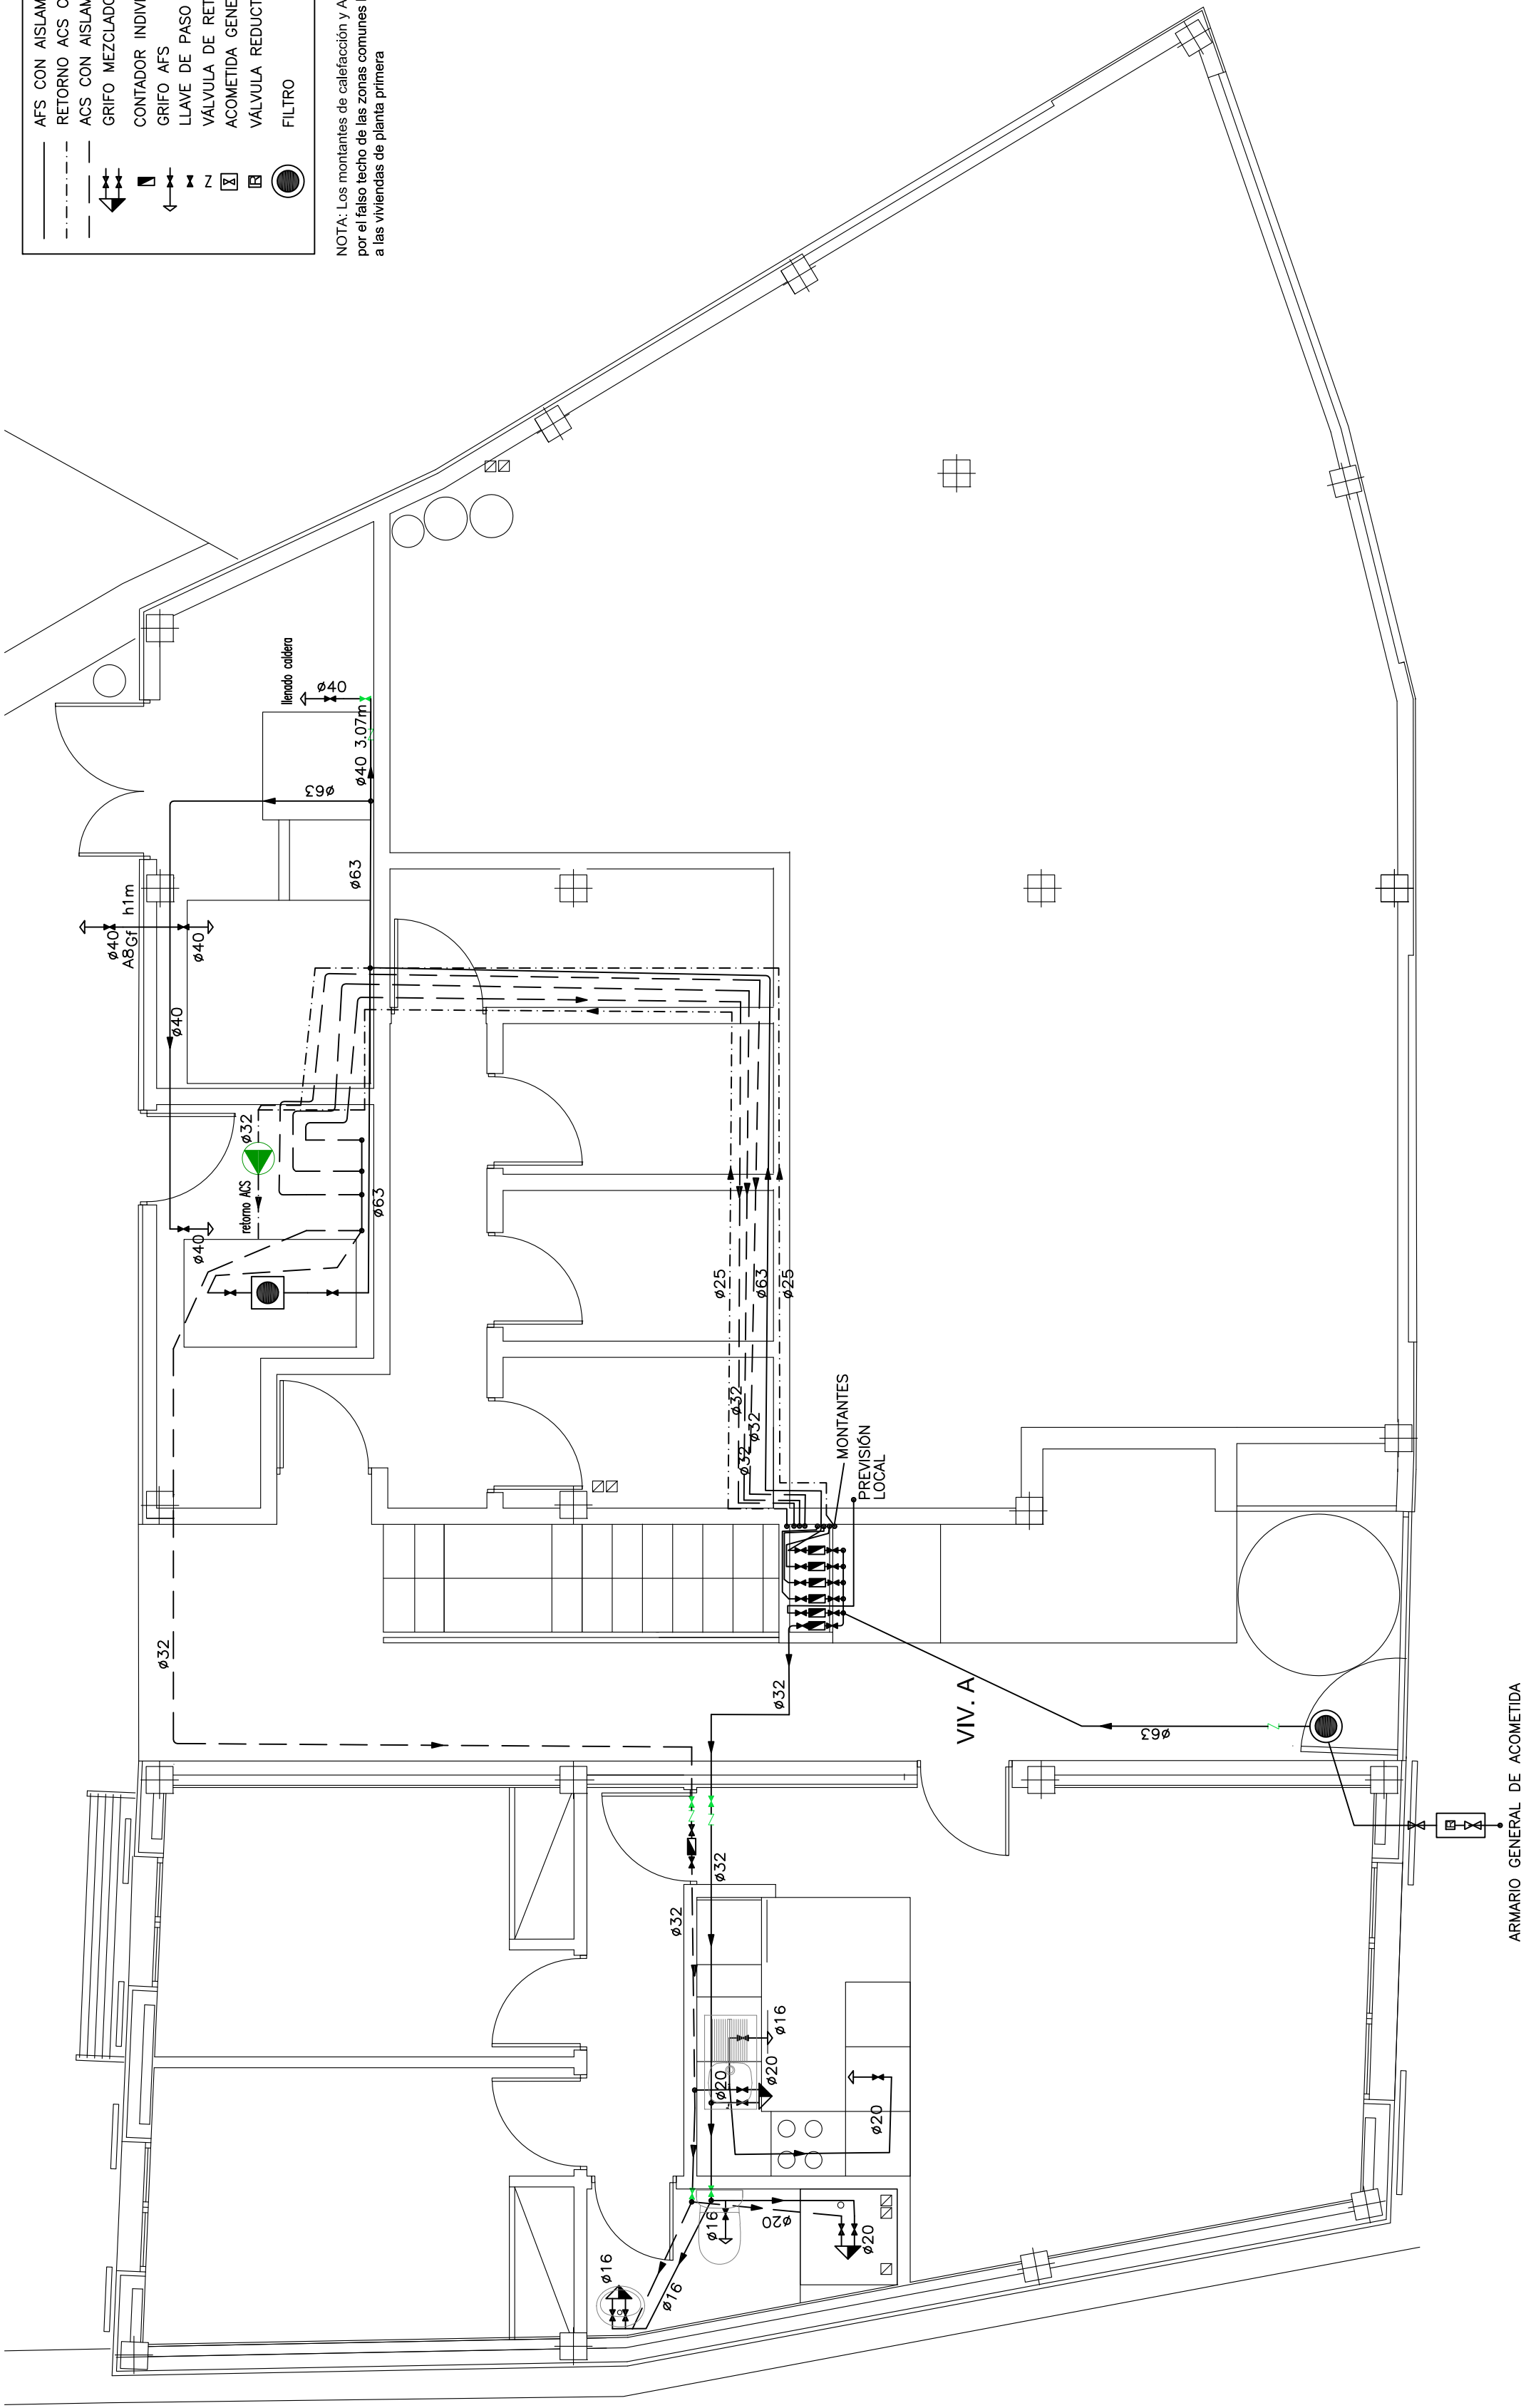 AFS CON AISLAM
RETORNO ACS C
ACS CON AISLAM
GRIFO MEZCLADO
CONTADOR INDIVI
GRIFO AFS
LLAVE DE PASO
VÁLVULA DE RET
ACOMETIDA GENE
VÁLVULA REDUCT
FILTRO
Z
R
NOTA: Los montantes de calefacción y A
por el falso techo de las zonas comunes
a las viviendas de planta primera
llenado caldera
ø40
ø40 3.07m
ø63
ø63
ø40
A8Gf h1m
ø40
ø40
ø32
retorno ACS
ø63
ø40
ø25
ø63
ø25
ø32
ø32
ø32
MONTANTES
PREVISIÓN
LOCAL
ø32
ø32
VIV. A
ø63
ø32
ø32
ø16
ø20
ø20
ø20
ø16
ø20
ø20
ø16
ø16
R
ARMARIO GENERAL DE ACOMETIDA